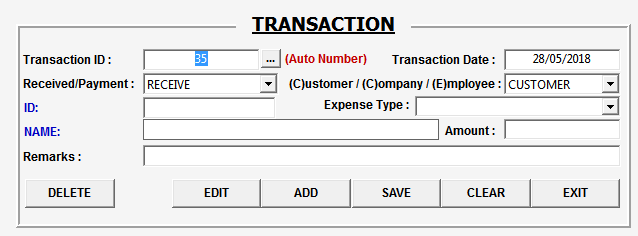 TRANSACTION
Transaction ID : 35 ... (Auto Number) Transaction Date : 28/05/2018
Received/Payment : RECEIVE (C)ustomer / (C)ompany / (E)mployee : CUSTOMER
ID: Expense Type :
NAME: Amount :
Remarks :
DELETE EDIT ADD SAVE CLEAR EXIT